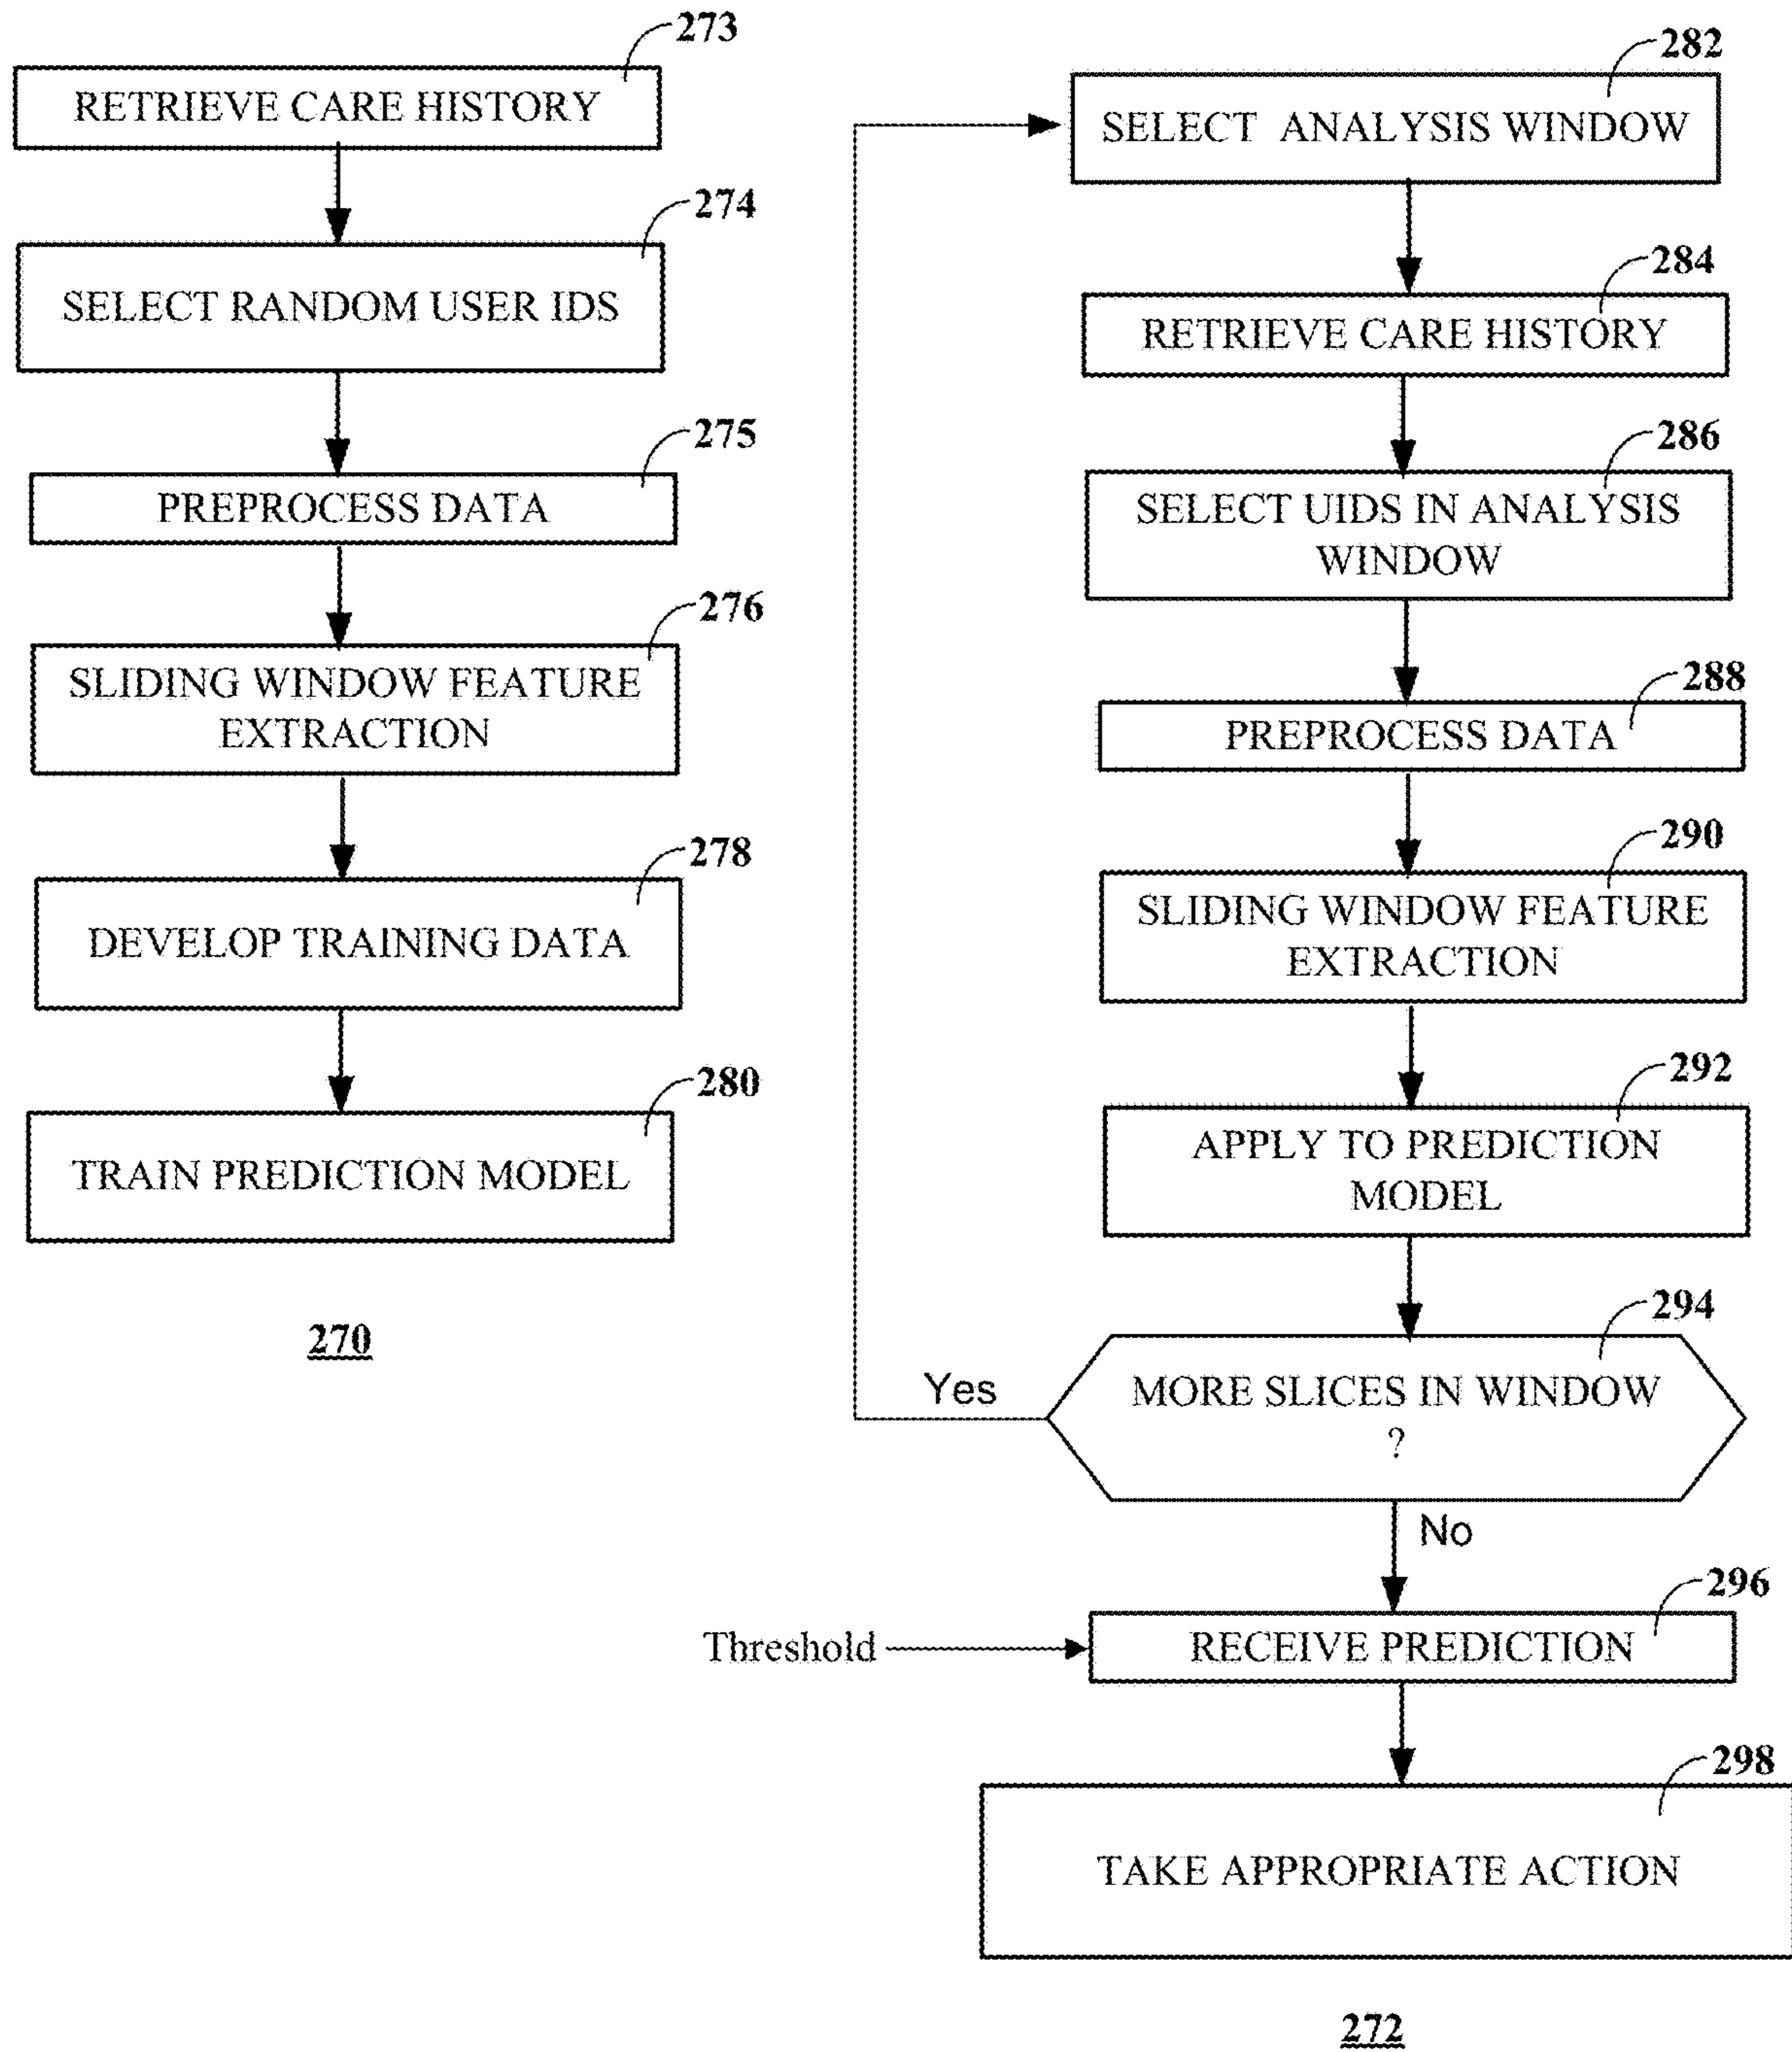 273
RETRIEVE CARE HISTORY
274
SELECT RANDOM USER IDS
275
PREPROCESS DATA
276
SLIDING WINDOW FEATURE
EXTRACTION
278
DEVELOP TRAINING DATA
280
TRAIN PREDICTION MODEL
270
282
SELECT ANALYSIS WINDOW
284
RETRIEVE CARE HISTORY
286
SELECT UIDS IN ANALYSIS
WINDOW
288
PREPROCESS DATA
290
SLIDING WINDOW FEATURE
EXTRACTION
292
APPLY TO PREDICTION
MODEL
294
MORE SLICES IN WINDOW
?
Yes
No
296
Threshold
RECEIVE PREDICTION
298
TAKE APPROPRIATE ACTION
272